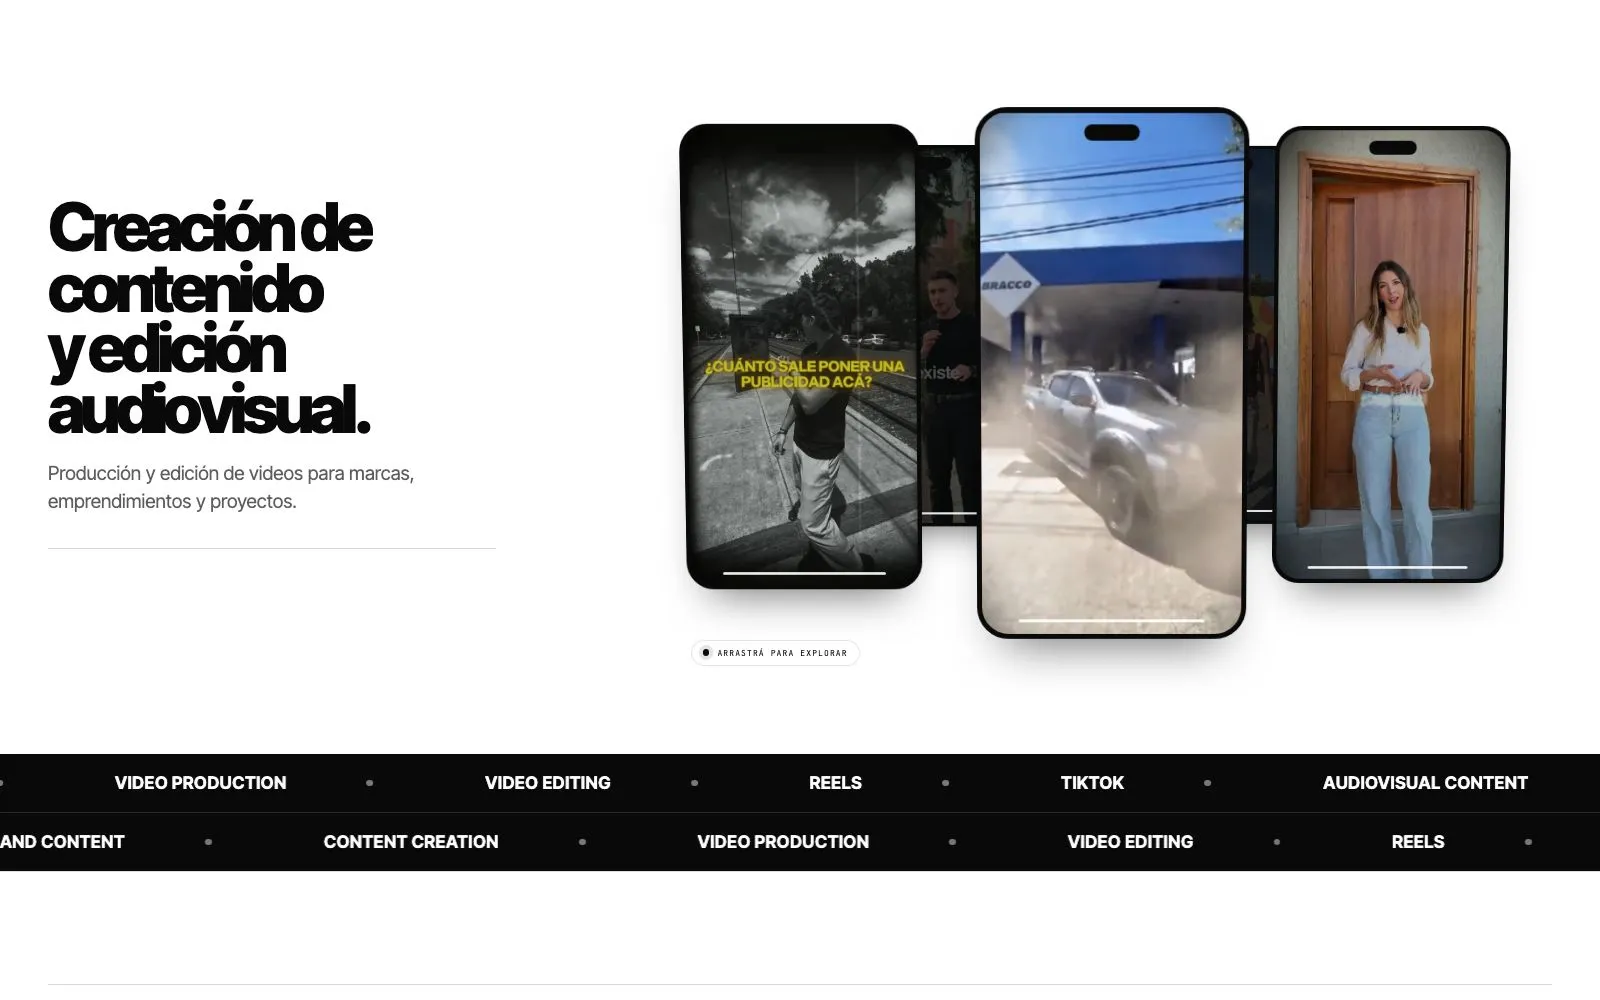 Creación de
contenido
y edición
audiovisual.
Producción y edición de videos para marcas,
emprendimientos y proyectos.
¿CUÁNTO SALE PONER UNA
PUBLICIDAD ACÁ?
existe
BRACCO
ARRASTRÁ PARA EXPLORAR
VIDEO PRODUCTION VIDEO EDITING REELS TIKTOK AUDIOVISUAL CONTENT
AND CONTENT CONTENT CREATION VIDEO PRODUCTION VIDEO EDITING REELS